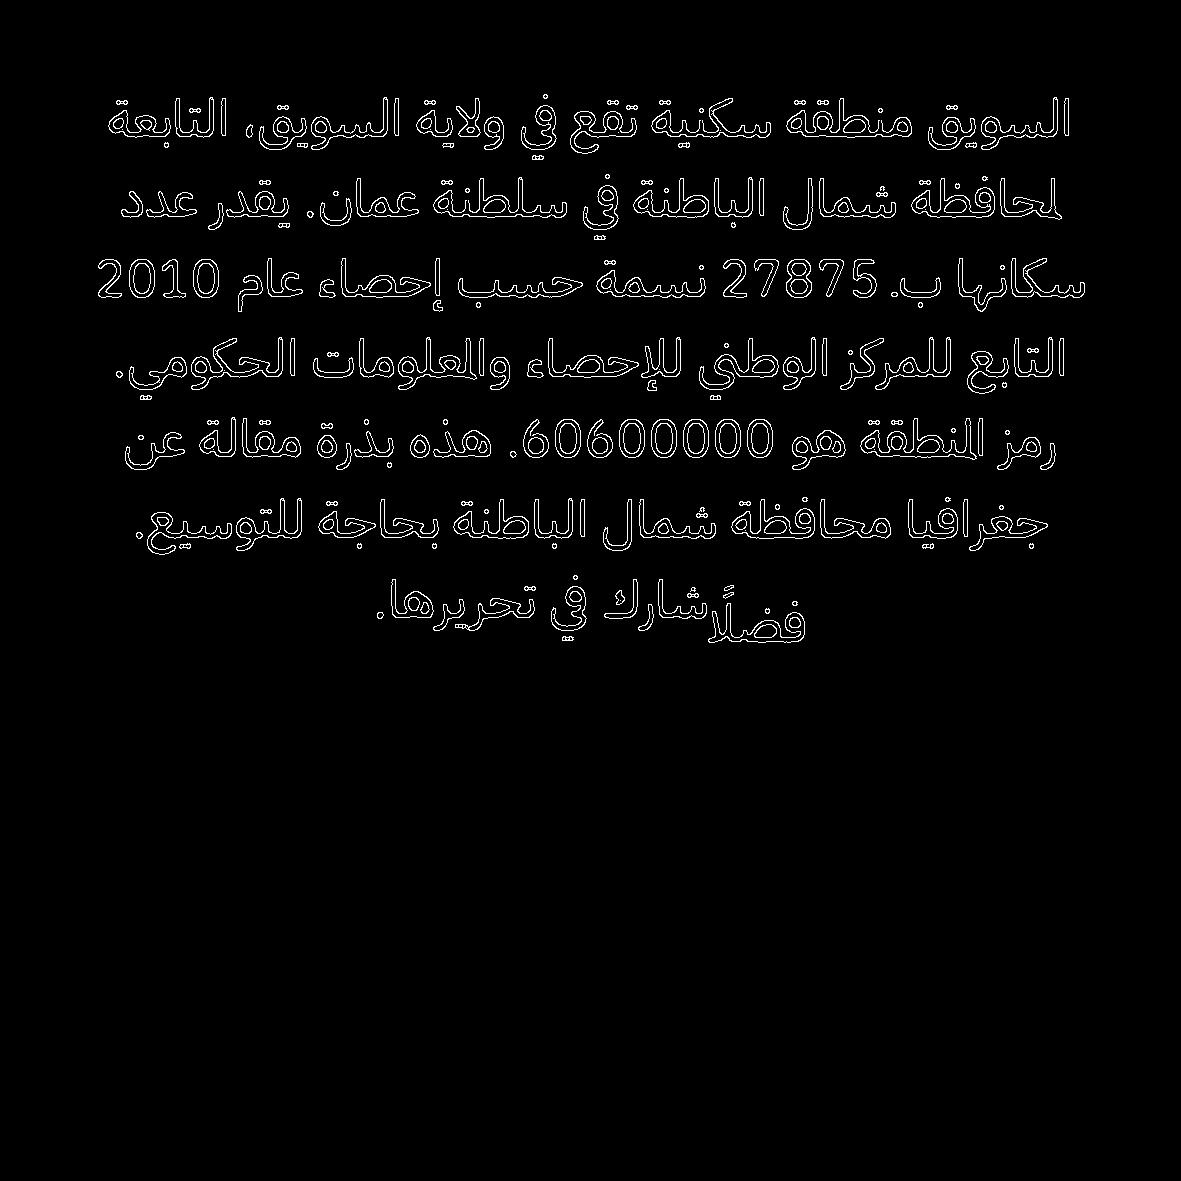 السويق منطقة سكنية تقع في ولاية السويق، التابعة
لمحافظة شمال الباطنة في سلطنة عمان. يقدر عدد
سكانها ب. 27875 نسمة حسب إحصاء عام 2010
التابع للمركز الوطني للإحصاء والمعلومات الحكومي.
رمز المنطقة هو 60600000. هذه بذرة مقالة عن
جغرافيا محافظة شمال الباطنة بحاجة للتوسيع.
فضلًا شارك في تحريرها.